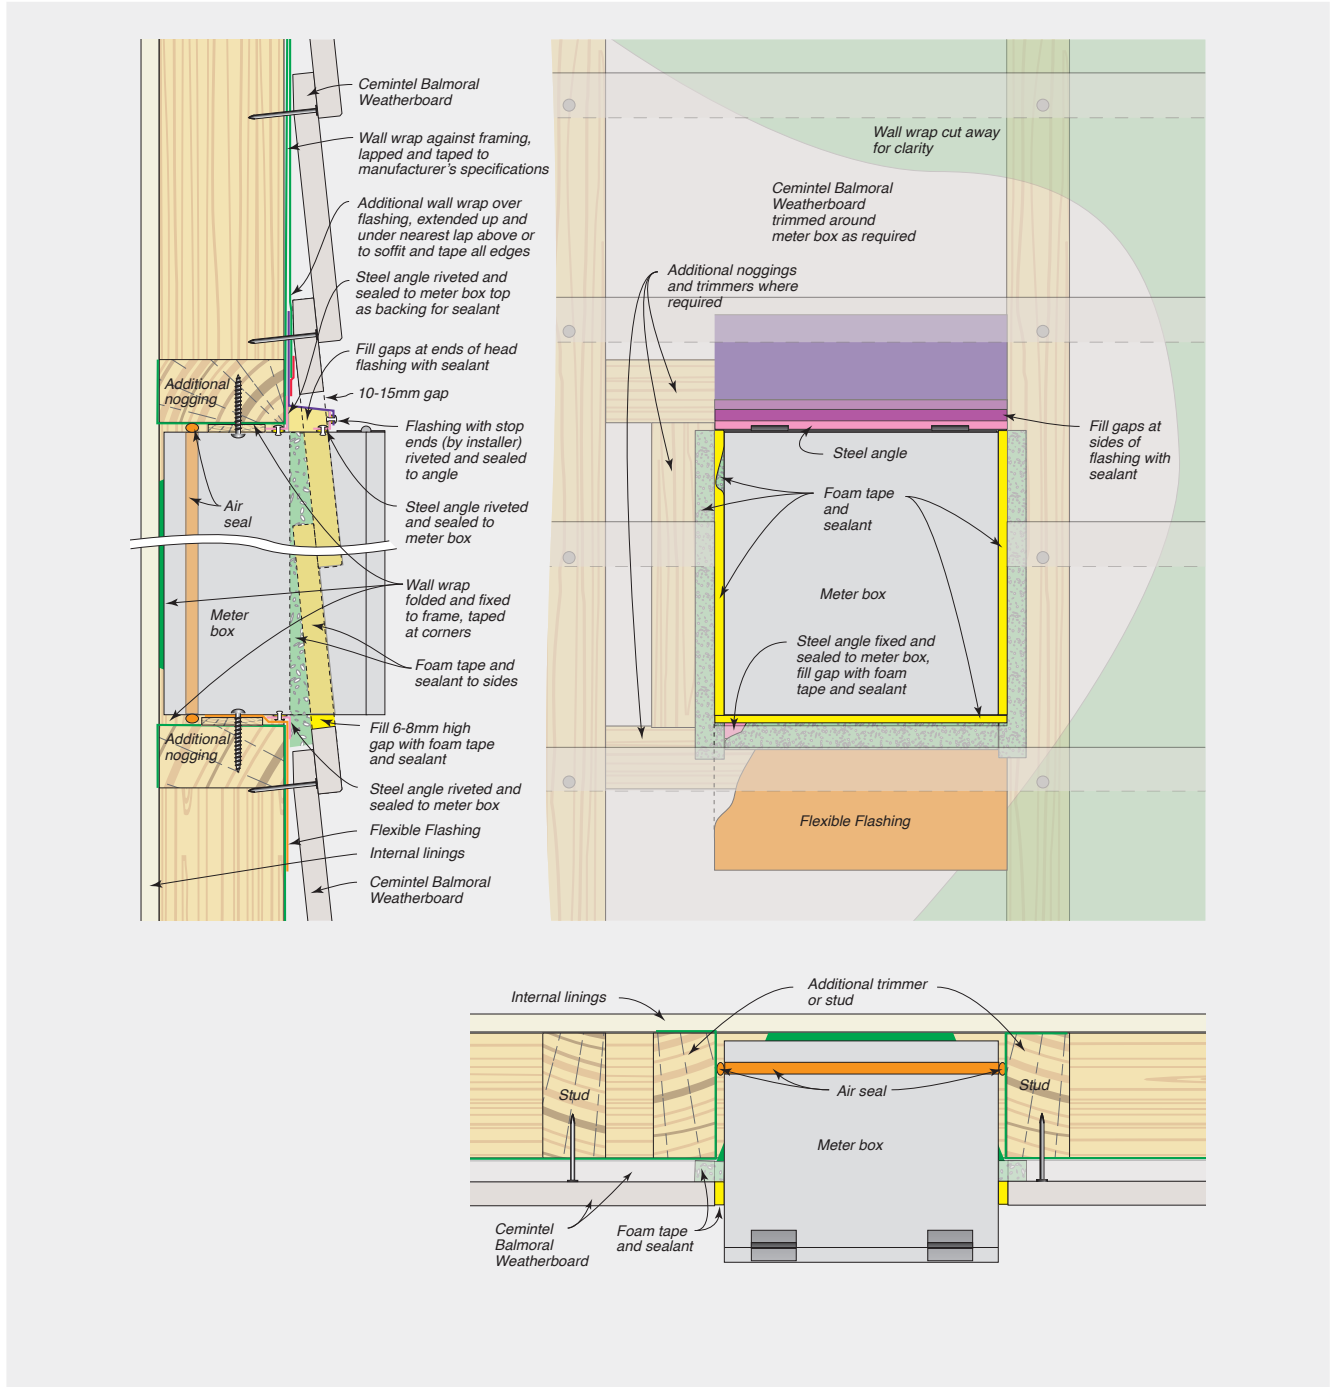 Cemintel Balmoral
Weatherboard
Wall wrap against framing,
lapped and taped to
manufacturer's specifications
Additional wall wrap over
flashing, extended up and
under nearest lap above or
to soffit and tape all edges
Steel angle riveted and
sealed to meter box top
as backing for sealant
Fill gaps at ends of head
flashing with sealant
10-15mm gap
Flashing with stop
ends (by installer)
riveted and sealed
to angle
Steel angle riveted
and sealed to
meter box
Wall wrap
folded and fixed
to frame, taped
at corners
Foam tape and
sealant to sides
Fill 6-8mm high
gap with foam tape
and sealant
Steel angle riveted and
sealed to meter box
Flexible Flashing
Internal linings
Cemintel Balmoral
Weatherboard
Additional
nogging
Air
seal
Meter
box
Additional
nogging
Wall wrap cut away
for clarity
Cemintel Balmoral
Weatherboard
trimmed around
meter box as required
Additional noggings
and trimmers where
required
Fill gaps at
sides of
flashing with
sealant
Steel angle
Foam tape
and
sealant
Meter box
Steel angle fixed and
sealed to meter box,
fill gap with foam
tape and sealant
Flexible Flashing
Internal linings
Additional trimmer
or stud
Stud
Air seal
Stud
Meter box
Cemintel
Balmoral
Weatherboard
Foam tape
and sealant